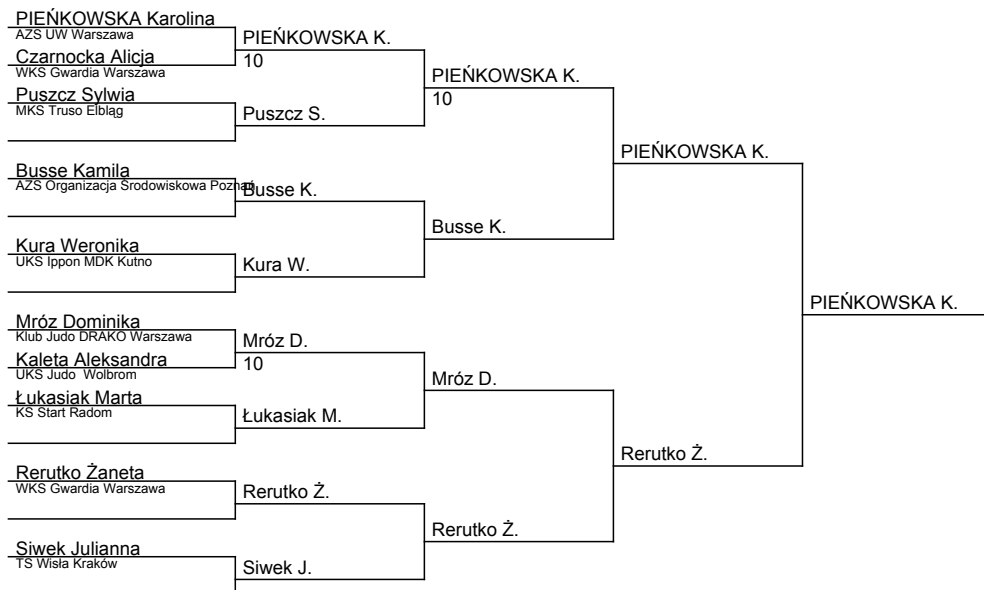 PIEŃKOWSKA Karolina
AZS UW Warszawa
Czarnocka Alicja
WKS Gwardia Warszawa
Puszcz Sylwia
MKS Truso Elbląg
Busse Kamila
AZS Organizacja Środowiskowa Poznań
Kura Weronika
UKS Ippon MDK Kutno
Mróz Dominika
Klub Judo DRAKO Warszawa
Kaleta Aleksandra
UKS Judo Wolbrom
Łukasiak Marta
KS Start Radom
Rerutko Żaneta
WKS Gwardia Warszawa
Siwek Julianna
TS Wisła Kraków
PIEŃKOWSKA K.
10
Puszcz S.
Busse K.
Kura W.
Mróz D.
10
Łukasiak M.
Rerutko Ż.
Siwek J.
PIEŃKOWSKA K.
10
Busse K.
Mróz D.
Rerutko Ż.
PIEŃKOWSKA K.
Rerutko Ż.
PIEŃKOWSKA K.